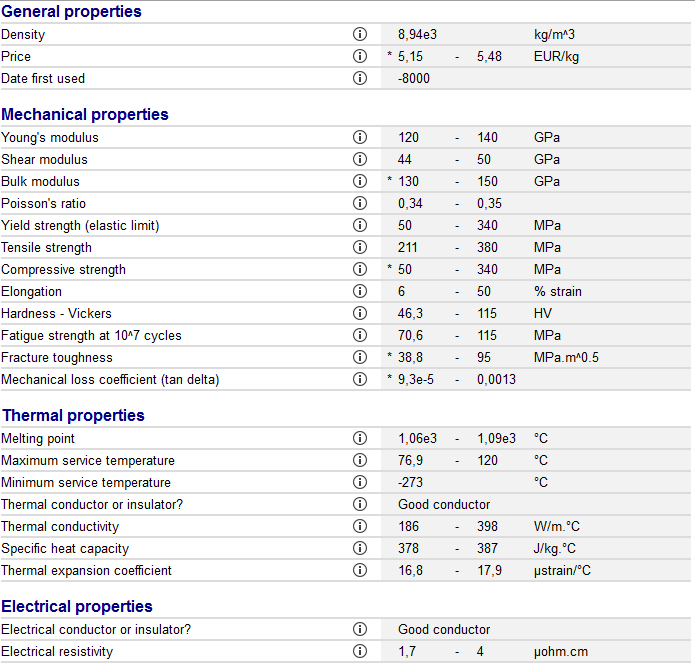 General properties
Density 8,94e3 kg/m^3
Price * 5,15 - 5,48 EUR/kg
Date first used -8000
Mechanical properties
Young's modulus 120 - 140 GPa
Shear modulus 44 - 50 GPa
Bulk modulus * 130 - 150 GPa
Poisson's ratio 0,34 - 0,35
Yield strength (elastic limit) 50 - 340 MPa
Tensile strength 211 - 380 MPa
Compressive strength * 50 - 340 MPa
Elongation 6 - 50 % strain
Hardness - Vickers 46,3 - 115 HV
Fatigue strength at 10^7 cycles 70,6 - 115 MPa
Fracture toughness * 38,8 - 95 MPa.m^0.5
Mechanical loss coefficient (tan delta) * 9,3e-5 - 0,0013
Thermal properties
Melting point 1,06e3 - 1,09e3 °C
Maximum service temperature 76,9 - 120 °C
Minimum service temperature -273 °C
Thermal conductor or insulator? Good conductor
Thermal conductivity 186 - 398 W/m.°C
Specific heat capacity 378 - 387 J/kg.°C
Thermal expansion coefficient 16,8 - 17,9 µstrain/°C
Electrical properties
Electrical conductor or insulator? Good conductor
Electrical resistivity 1,7 - 4 µohm.cm